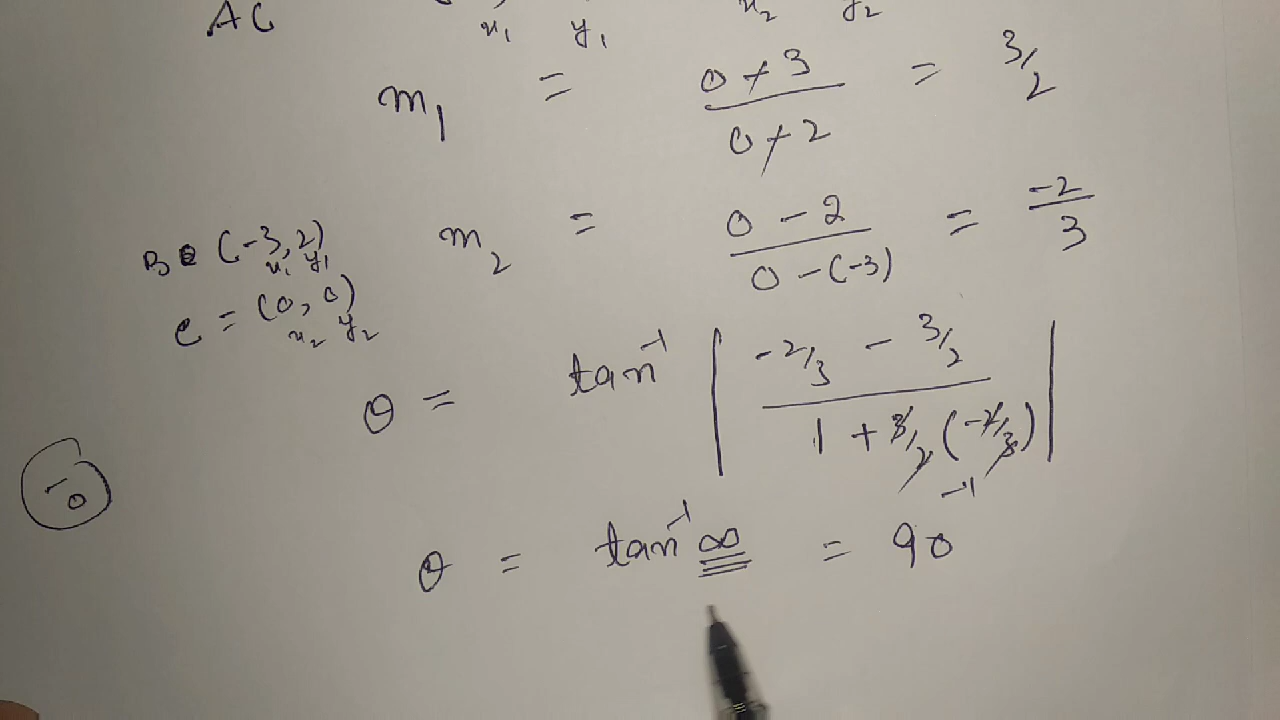 AC
x₁ y₁ x₂ y₂
m₁ = 0+3/0+2 = 3/2
m₂ = 0-2/0-(-3) = -2/3
B (-3, 2)
x₁ y₁
c = (0, 0)
x₂ y₂
θ = tan⁻¹ | -2/3 - 3/2 / 1 + 3/2 (-2/3) |
-1
θ = tan⁻¹ ∞ = 90